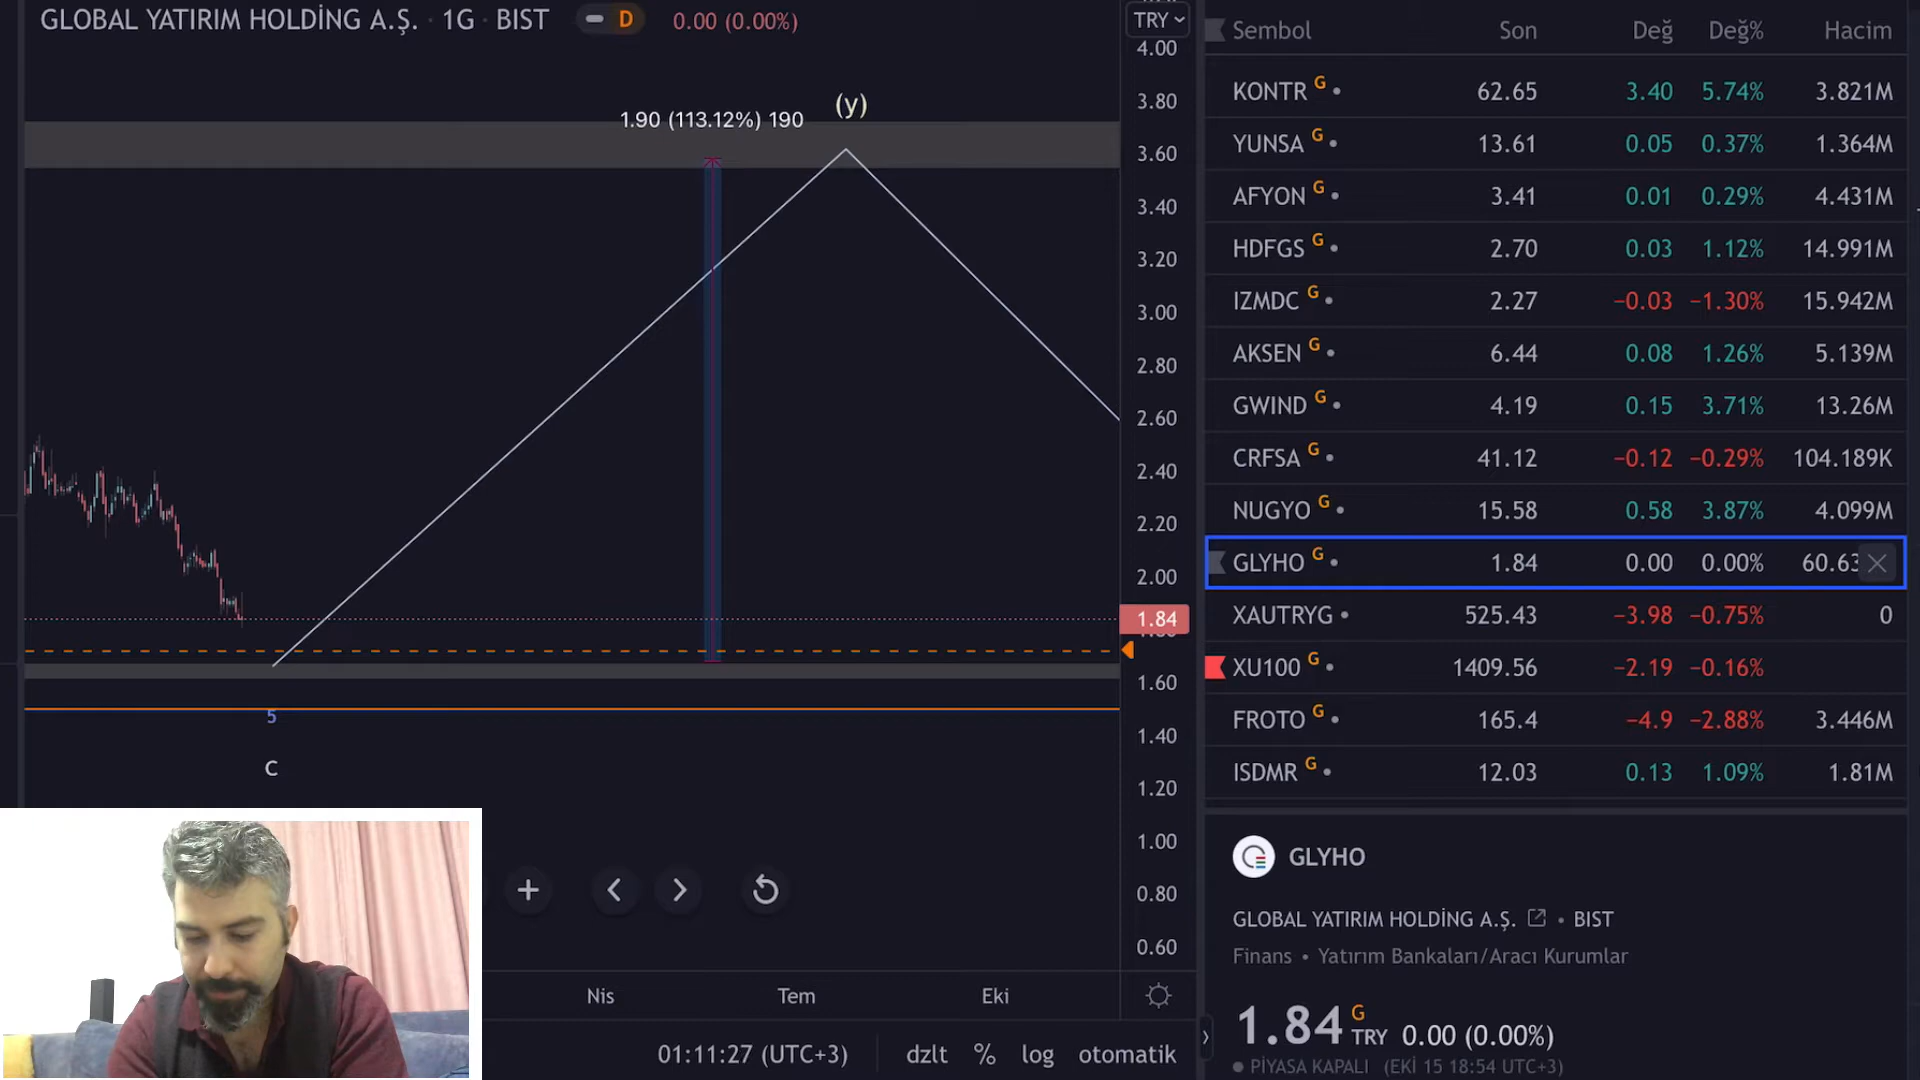 GLOBAL YATIRIM HOLDİNG A.Ş. · 1G · BIST D 0.00 (0.00%)
1.90 (113.12%) 190
(y)
5
C
TRY
4.00
3.80
3.60
3.40
3.20
3.00
2.80
2.60
2.40
2.20
2.00
1.84
1.60
1.40
1.20
1.00
0.80
0.60
Nis Tem Eki
01:11:27 (UTC+3) dzlt % log otomatik
Sembol Son Değ Değ% Hacim
KONTR G • 62.65 3.40 5.74% 3.821M
YUNSA G • 13.61 0.05 0.37% 1.364M
AFYON G • 3.41 0.01 0.29% 4.431M
HDFGS G • 2.70 0.03 1.12% 14.991M
IZMDC G • 2.27 −0.03 −1.30% 15.942M
AKSEN G • 6.44 0.08 1.26% 5.139M
GWIND G • 4.19 0.15 3.71% 13.26M
CRFSA G • 41.12 −0.12 −0.29% 104.189K
NUGYO G • 15.58 0.58 3.87% 4.099M
GLYHO G • 1.84 0.00 0.00% 60.63
XAUTRYG • 525.43 −3.98 −0.75% 0
XU100 G • 1409.56 −2.19 −0.16%
FROTO G • 165.4 −4.9 −2.88% 3.446M
ISDMR G • 12.03 0.13 1.09% 1.81M
GLYHO
GLOBAL YATIRIM HOLDİNG A.Ş. • BIST
Finans • Yatırım Bankaları/Aracı Kurumlar
1.84 G TRY 0.00 (0.00%)
PİYASA KAPALI (EKİ 15 18:54 UTC+3)